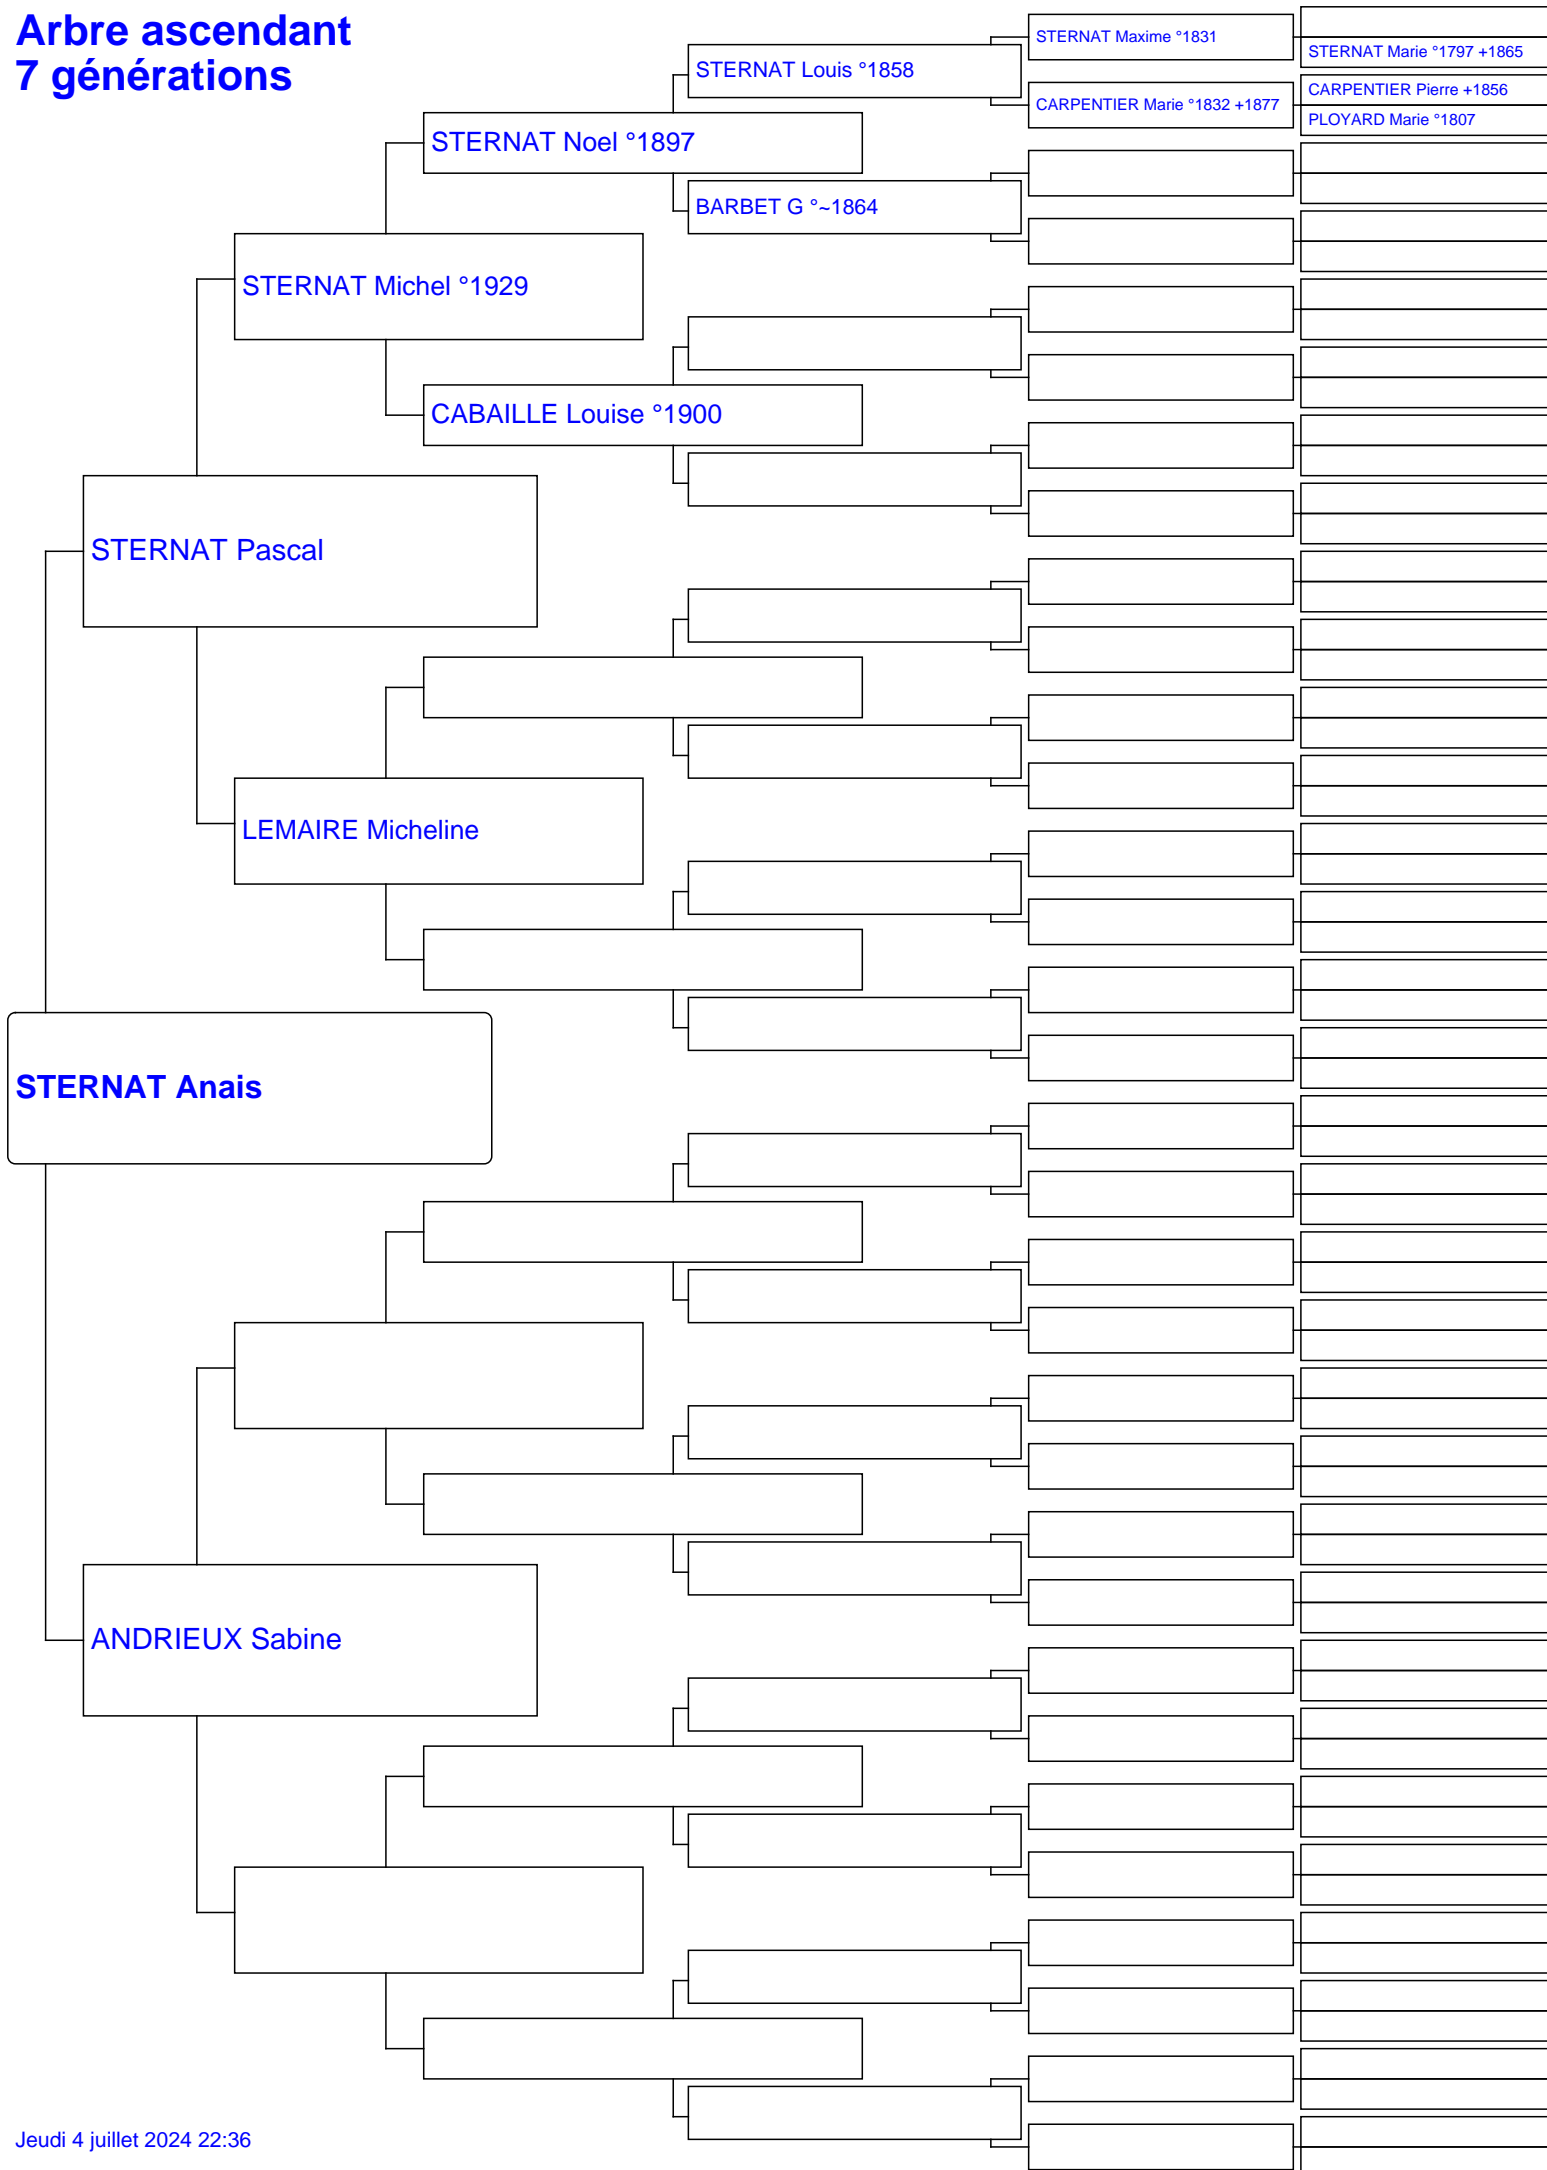 Arbre ascendant
7 générations
STERNAT Maxime °1831
STERNAT Marie °1797 +1865
STERNAT Louis °1858
CARPENTIER Pierre +1856
CARPENTIER Marie °1832 +1877
PLOYARD Marie °1807
STERNAT Noel °1897
BARBET G °~1864
STERNAT Michel °1929
CABAILLE Louise °1900
STERNAT Pascal
LEMAIRE Micheline
STERNAT Anais
ANDRIEUX Sabine
Jeudi 4 juillet 2024 22:36